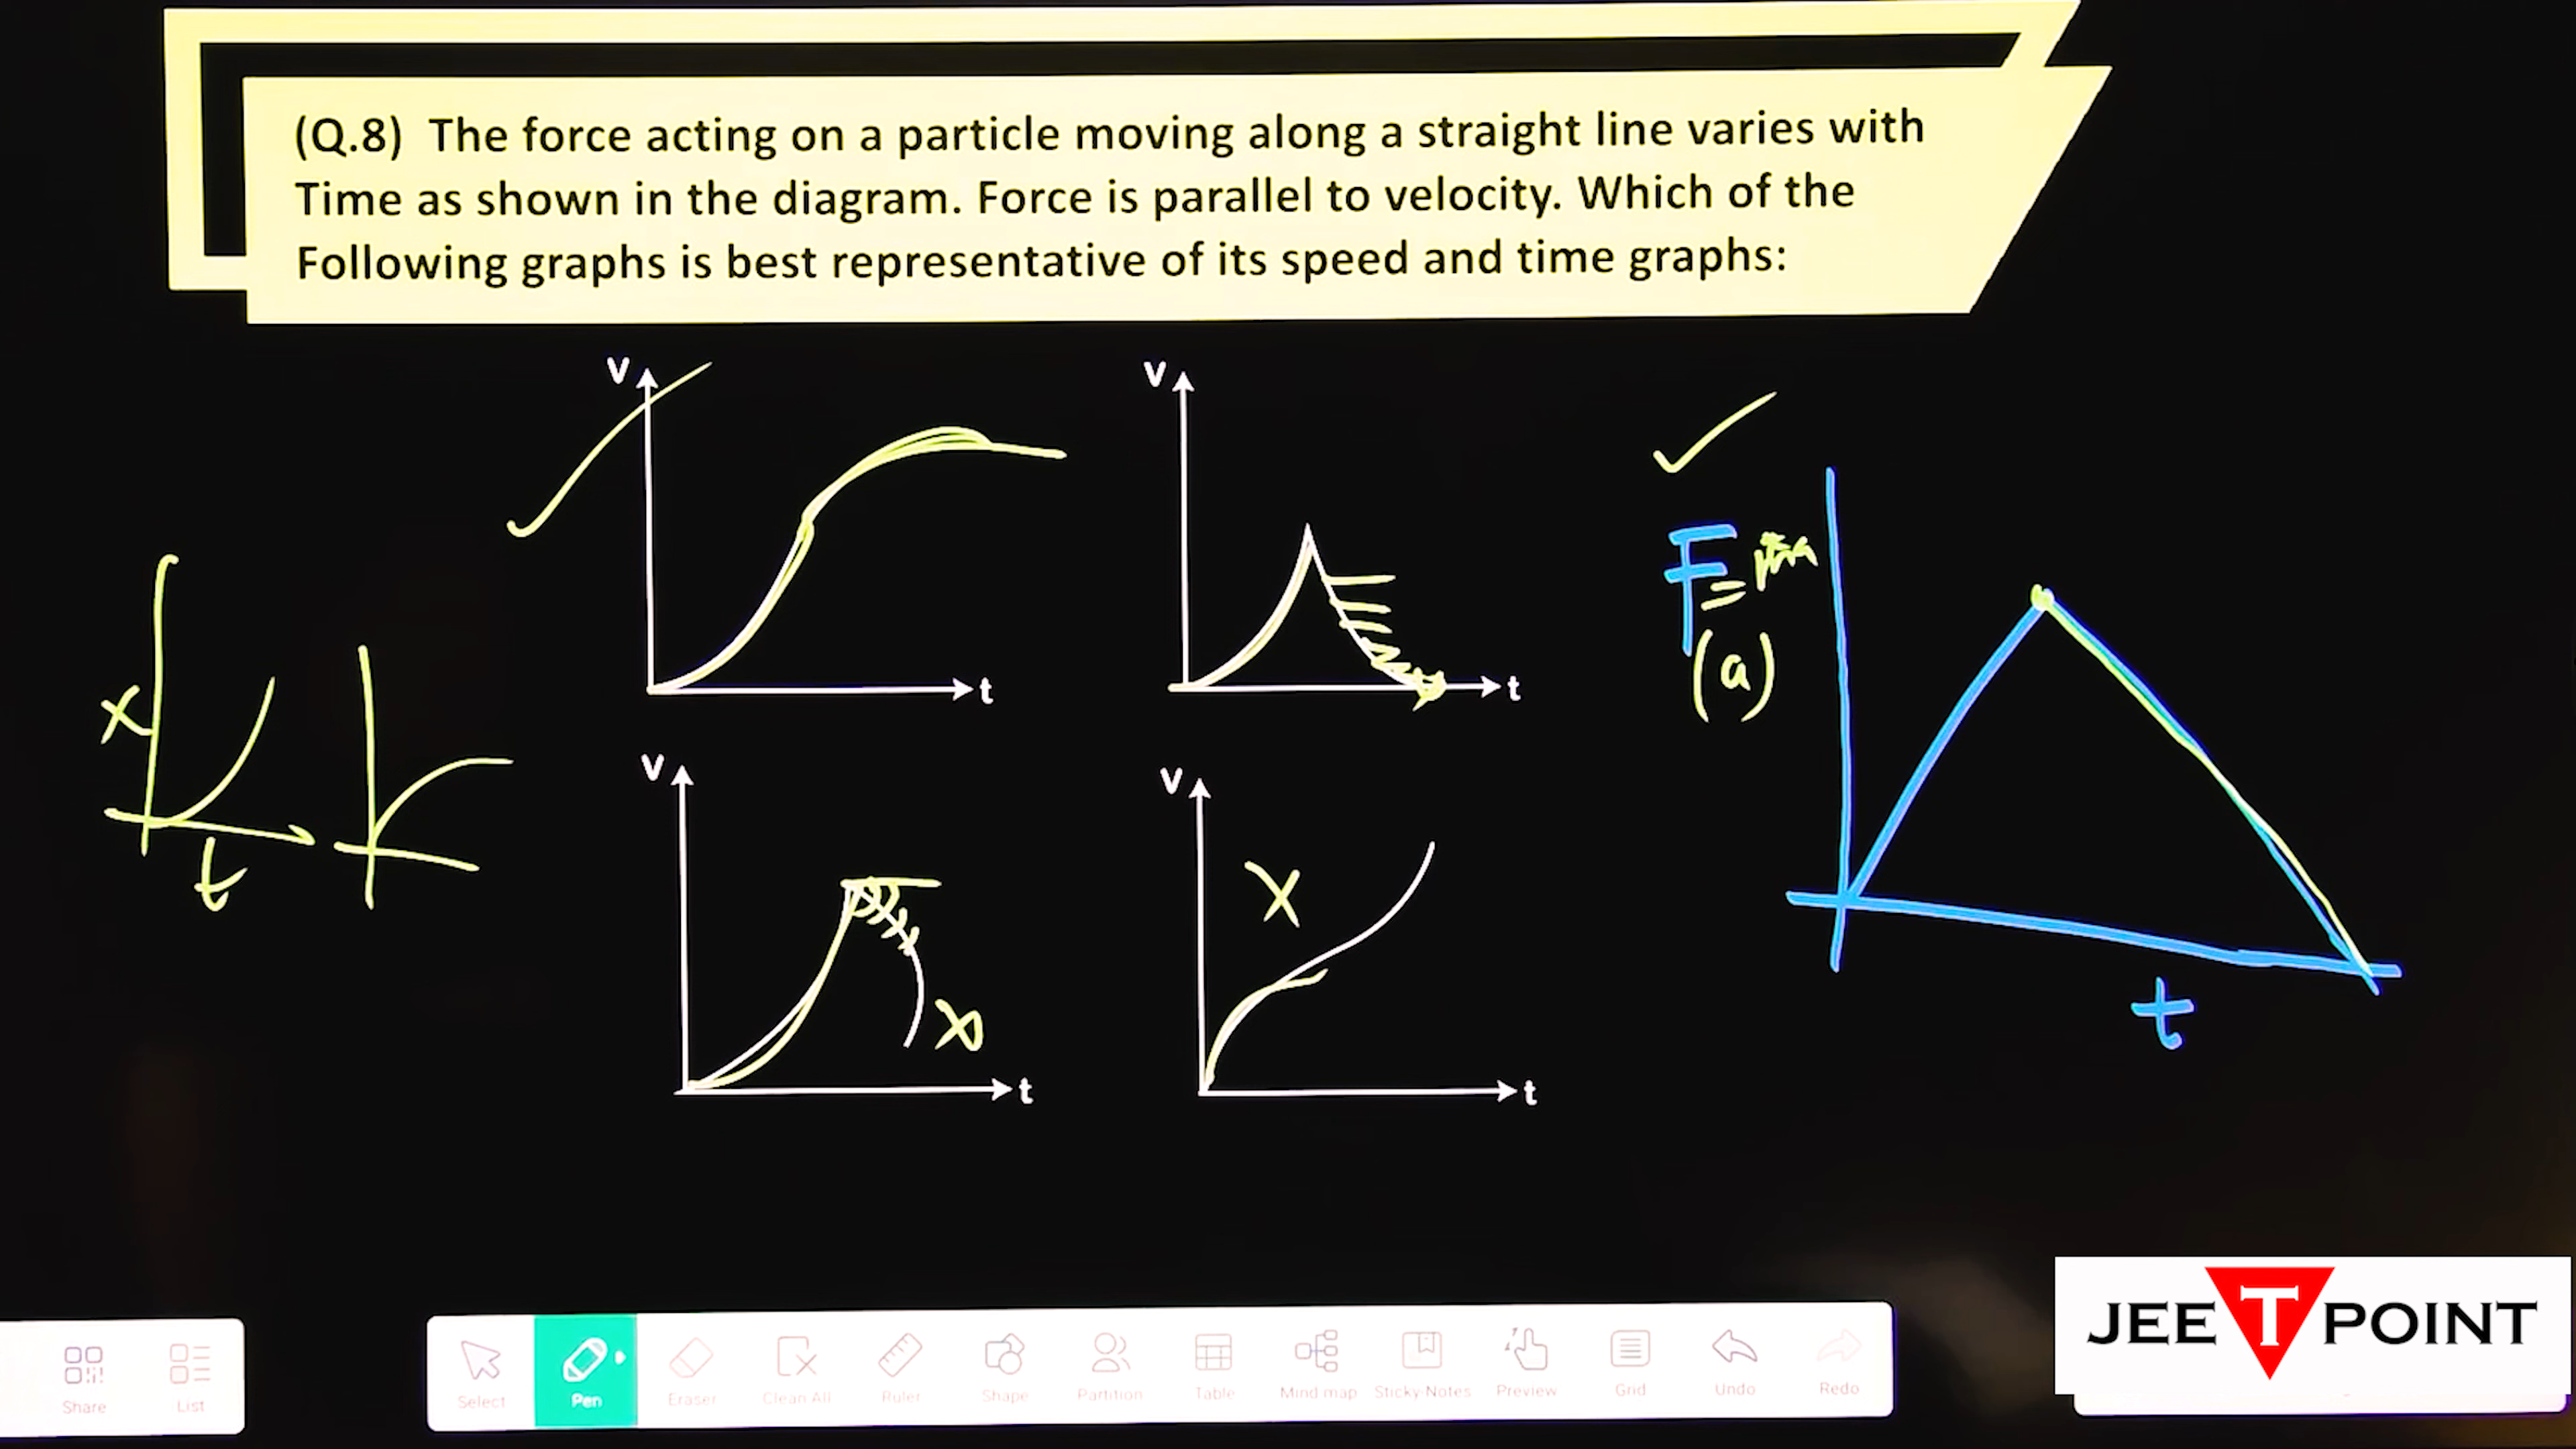 (Q.8) The force acting on a particle moving along a straight line varies with
Time as shown in the diagram. Force is parallel to velocity. Which of the
Following graphs is best representative of its speed and time graphs:
v
t
v
t
F = ma
(a)
t
x
t
v
t
x
v
x
t
Share
List
Select
Pen
Eraser
Clean All
Ruler
Shape
Partition
Table
Mind map
Sticky-Notes
Preview
Grid
Undo
Redo
JEE T POINT